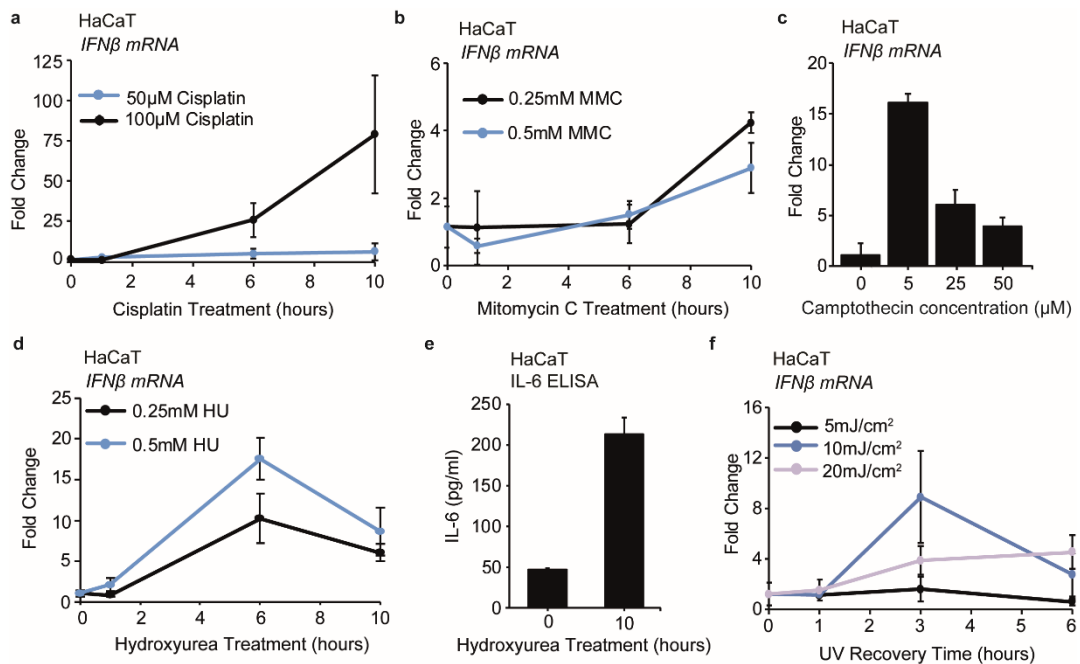 a
HaCaT
IFNβ mRNA
Fold Change
100
75
50
25
0
50µM Cisplatin
100µM Cisplatin
0 2 4 6 8 10
Cisplatin Treatment (hours)
b
HaCaT
IFNβ mRNA
Fold Change
6
4
2
0
0.25mM MMC
0.5mM MMC
0 2 4 6 8 10
Mitomycin C Treatment (hours)
c
HaCaT
IFNβ mRNA
Fold Change
20
15
10
5
0
0 5 25 50
Camptothecin concentration (µM)
d
HaCaT
IFNβ mRNA
Fold Change
25
20
15
10
5
0
0.25mM HU
0.5mM HU
0 2 4 6 8 10
Hydroxyurea Treatment (hours)
e
HaCaT
IL-6 ELISA
IL-6 (pg/ml)
250
200
150
100
50
0
0 10
Hydroxyurea Treatment (hours)
f
HaCaT
IFNβ mRNA
Fold Change
16
12
8
4
0
5mJ/cm²
10mJ/cm²
20mJ/cm²
0 1 2 3 4 5 6
UV Recovery Time (hours)